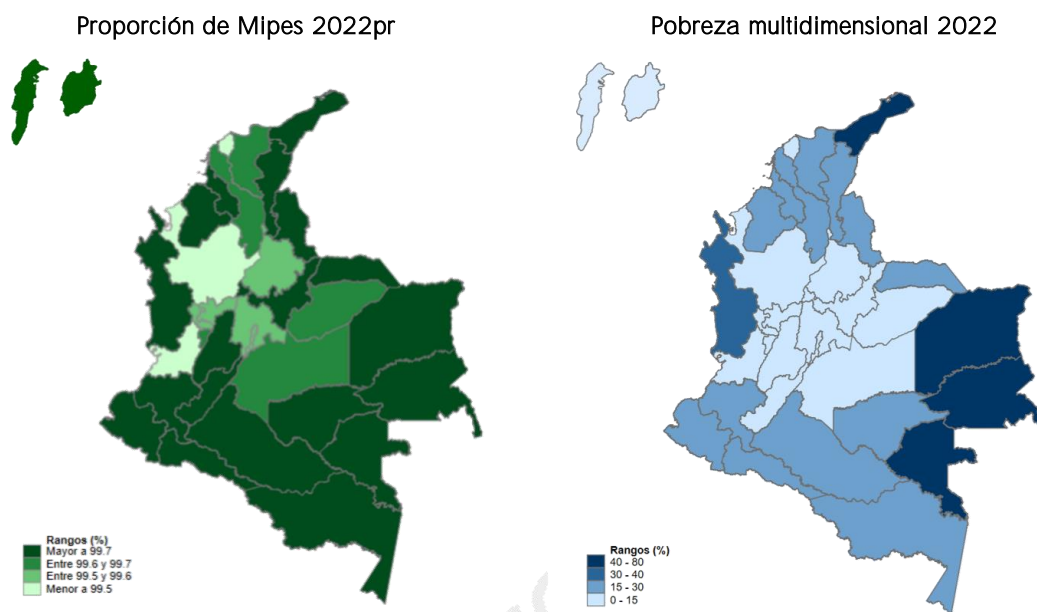 Proporción de Mipes 2022pr
Pobreza multidimensional 2022
Rangos (%)
Mayor a 99.7
Entre 99.6 y 99.7
Entre 99.5 y 99.6
Menor a 99.5
Rangos (%)
40 - 80
30 - 40
15 - 30
0 - 15